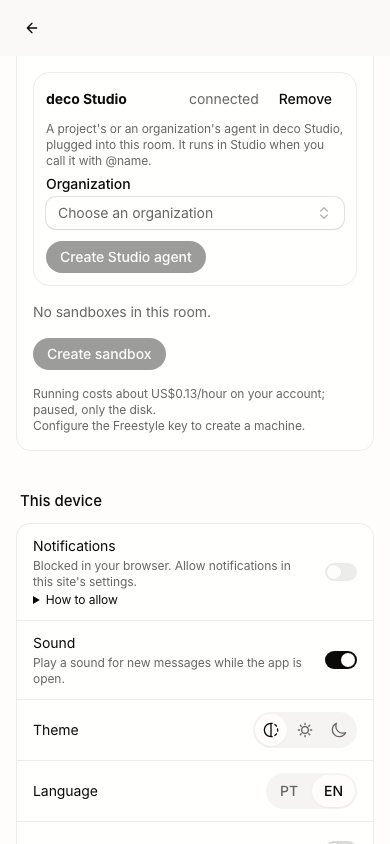 deco Studio
connected
Remove
A project's or an organization's agent in deco Studio,
plugged into this room. It runs in Studio when you
call it with @name.
Organization
Choose an organization
Create Studio agent
No sandboxes in this room.
Create sandbox
Running costs about US$0.13/hour on your account;
paused, only the disk.
Configure the Freestyle key to create a machine.
This device
Notifications
Blocked in your browser. Allow notifications in
this site's settings.
How to allow
Sound
Play a sound for new messages while the app is
open.
Theme
Language
PT
EN